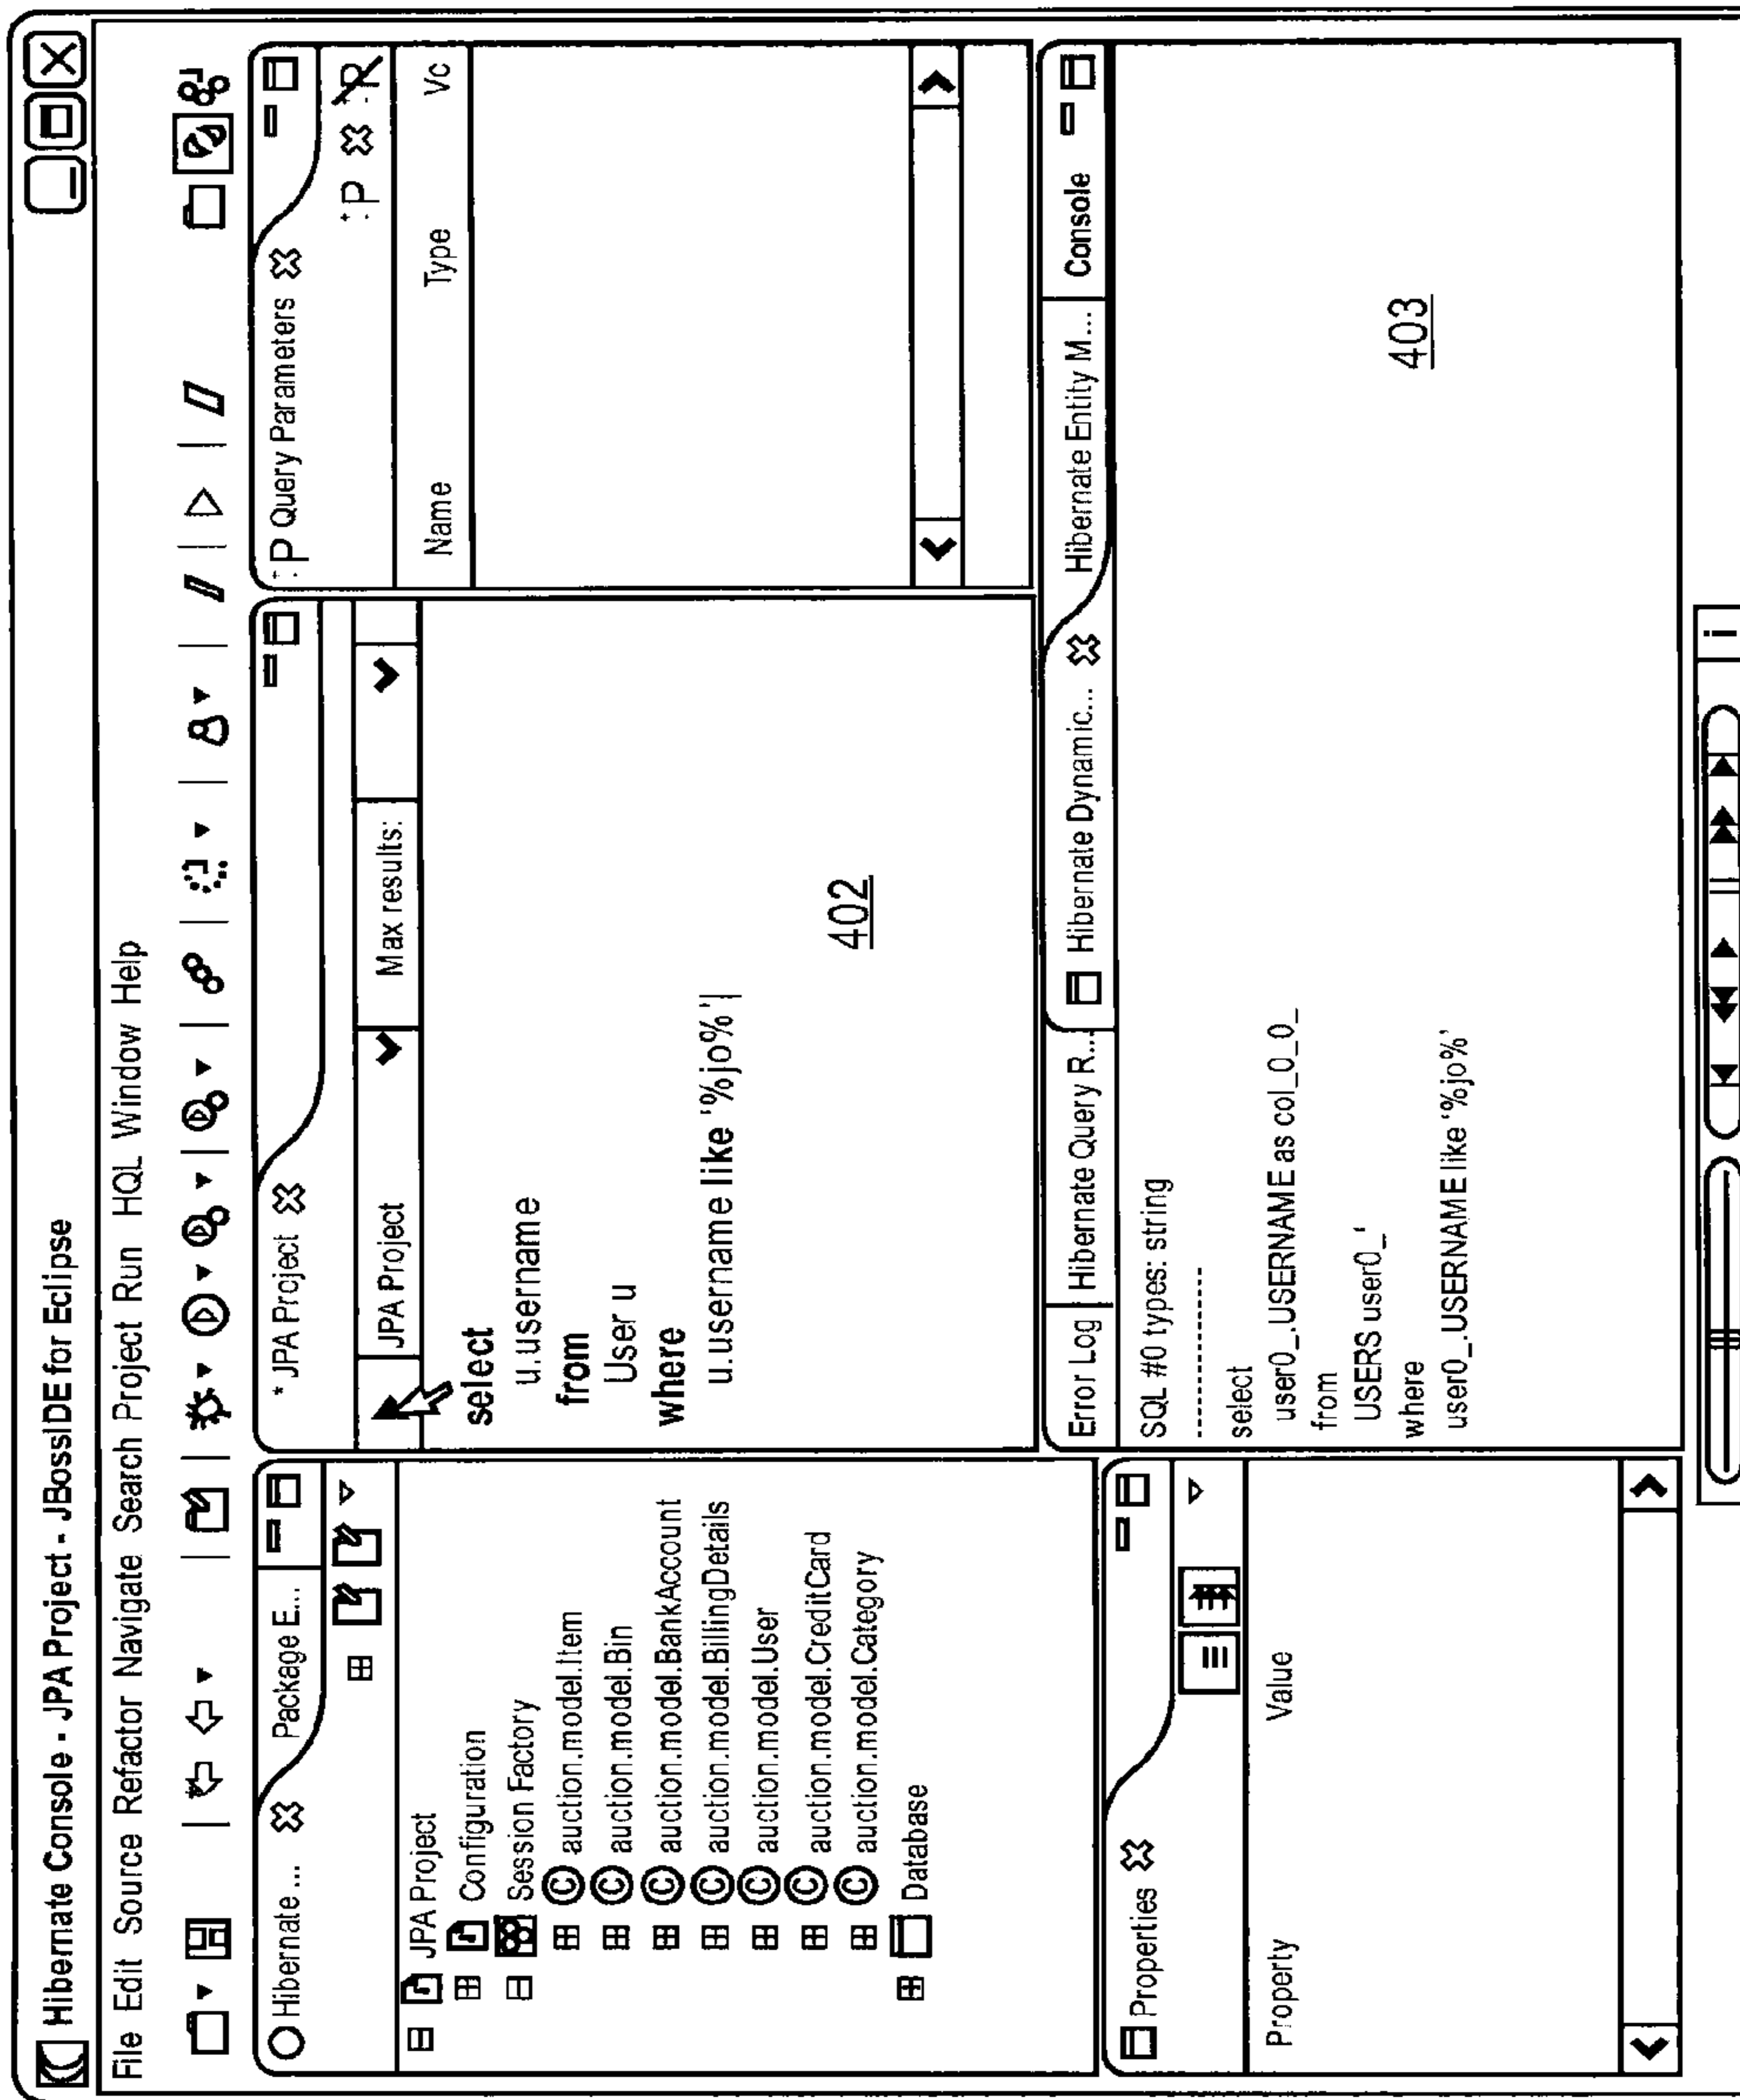 Hibernate Console - JPA Project - JBossIDE for Eclipse
File Edit Source Refactor Navigate Search Project Run HQL Window Help
Hibernate ... Package E...
JPA Project
Configuration
Session Factory
auction.model.Item
auction.model.Bin
auction.model.BankAccount
auction.model.BillingDetails
auction.model.User
auction.model.CreditCard
auction.model.Category
Database
Properties
Property Value
* JPA Project
JPA Project Max results:
select
u.username
from
User u
where
u.username like '%jo%'
402
:P Query Parameters
:P R
Name Type Vc
Error Log Hibernate Query R... Hibernate Dynamic... Hibernate Entity M... Console
SQL #0 types: string
-----------------
select
user0_.USERNAME as col_0_0_
from
USERS user0_'
where
user0_.USERNAME like '%jo%'
403
i